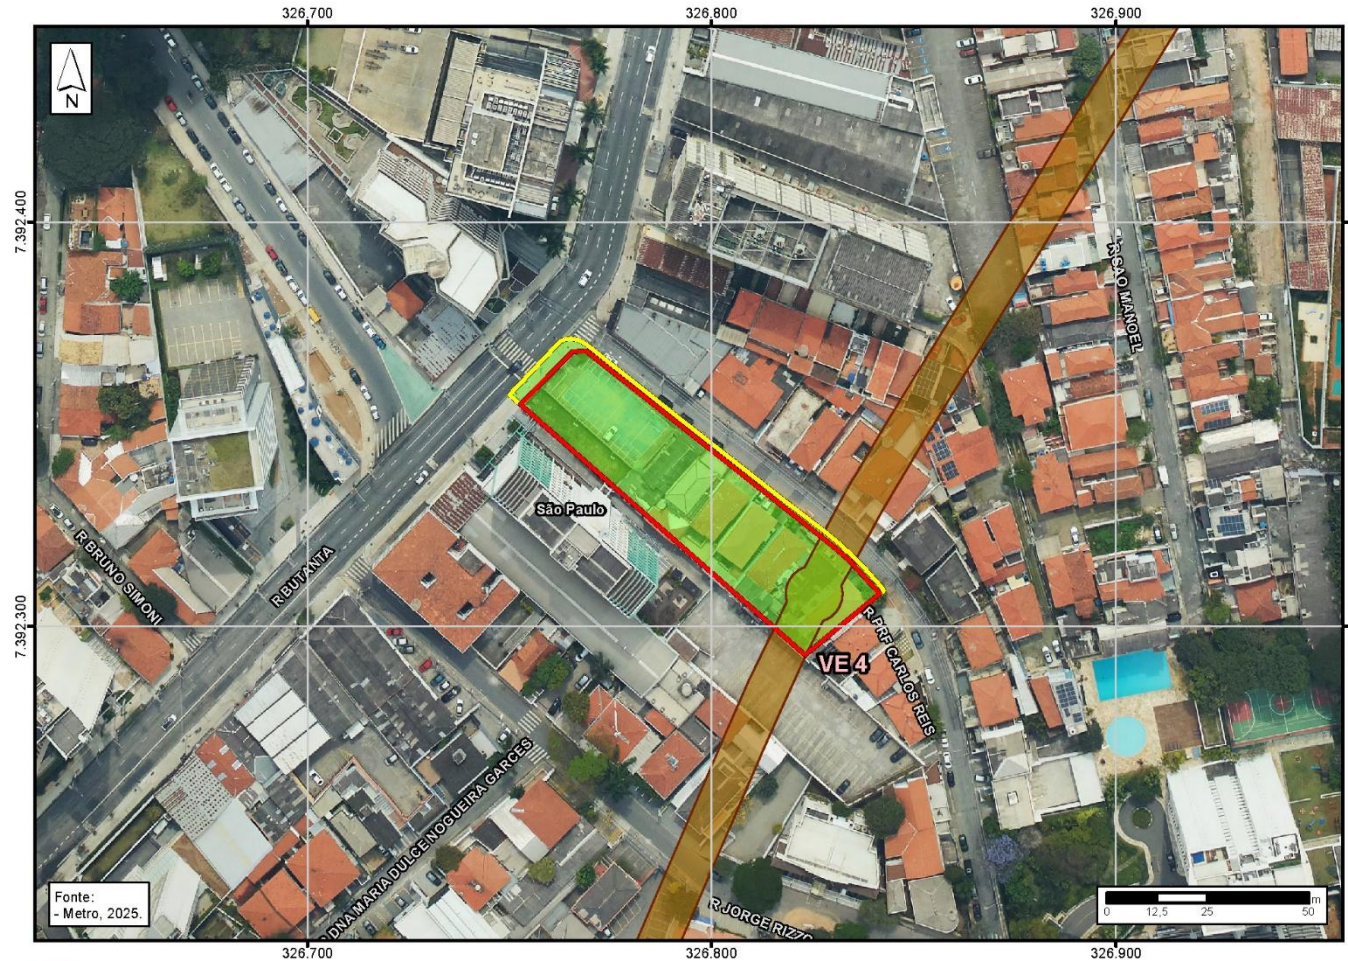 326.700
326.800
326.900
N
7.392.400
R SAO MANOEL
São Paulo
R BRUNO SIMONI
R BUTANTA
7.392.300
R PRF CARLOS REIS
VE 4
DNA MARIA DULCE NOGUEIRA GARCES
R JORGE RIZZO
Fonte:
- Metro, 2025.
m
0
12,5
25
50
326.700
326.800
326.900